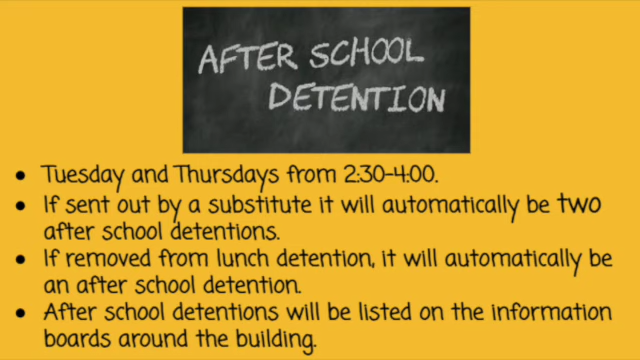 AFTER SCHOOL
DETENTION
• Tuesday and Thursdays from 2:30-4:00.
• If sent out by a substitute it will automatically be two
after school detentions.
• If removed from lunch detention, it will automatically be
an after school detention.
• After school detentions will be listed on the information
boards around the building.